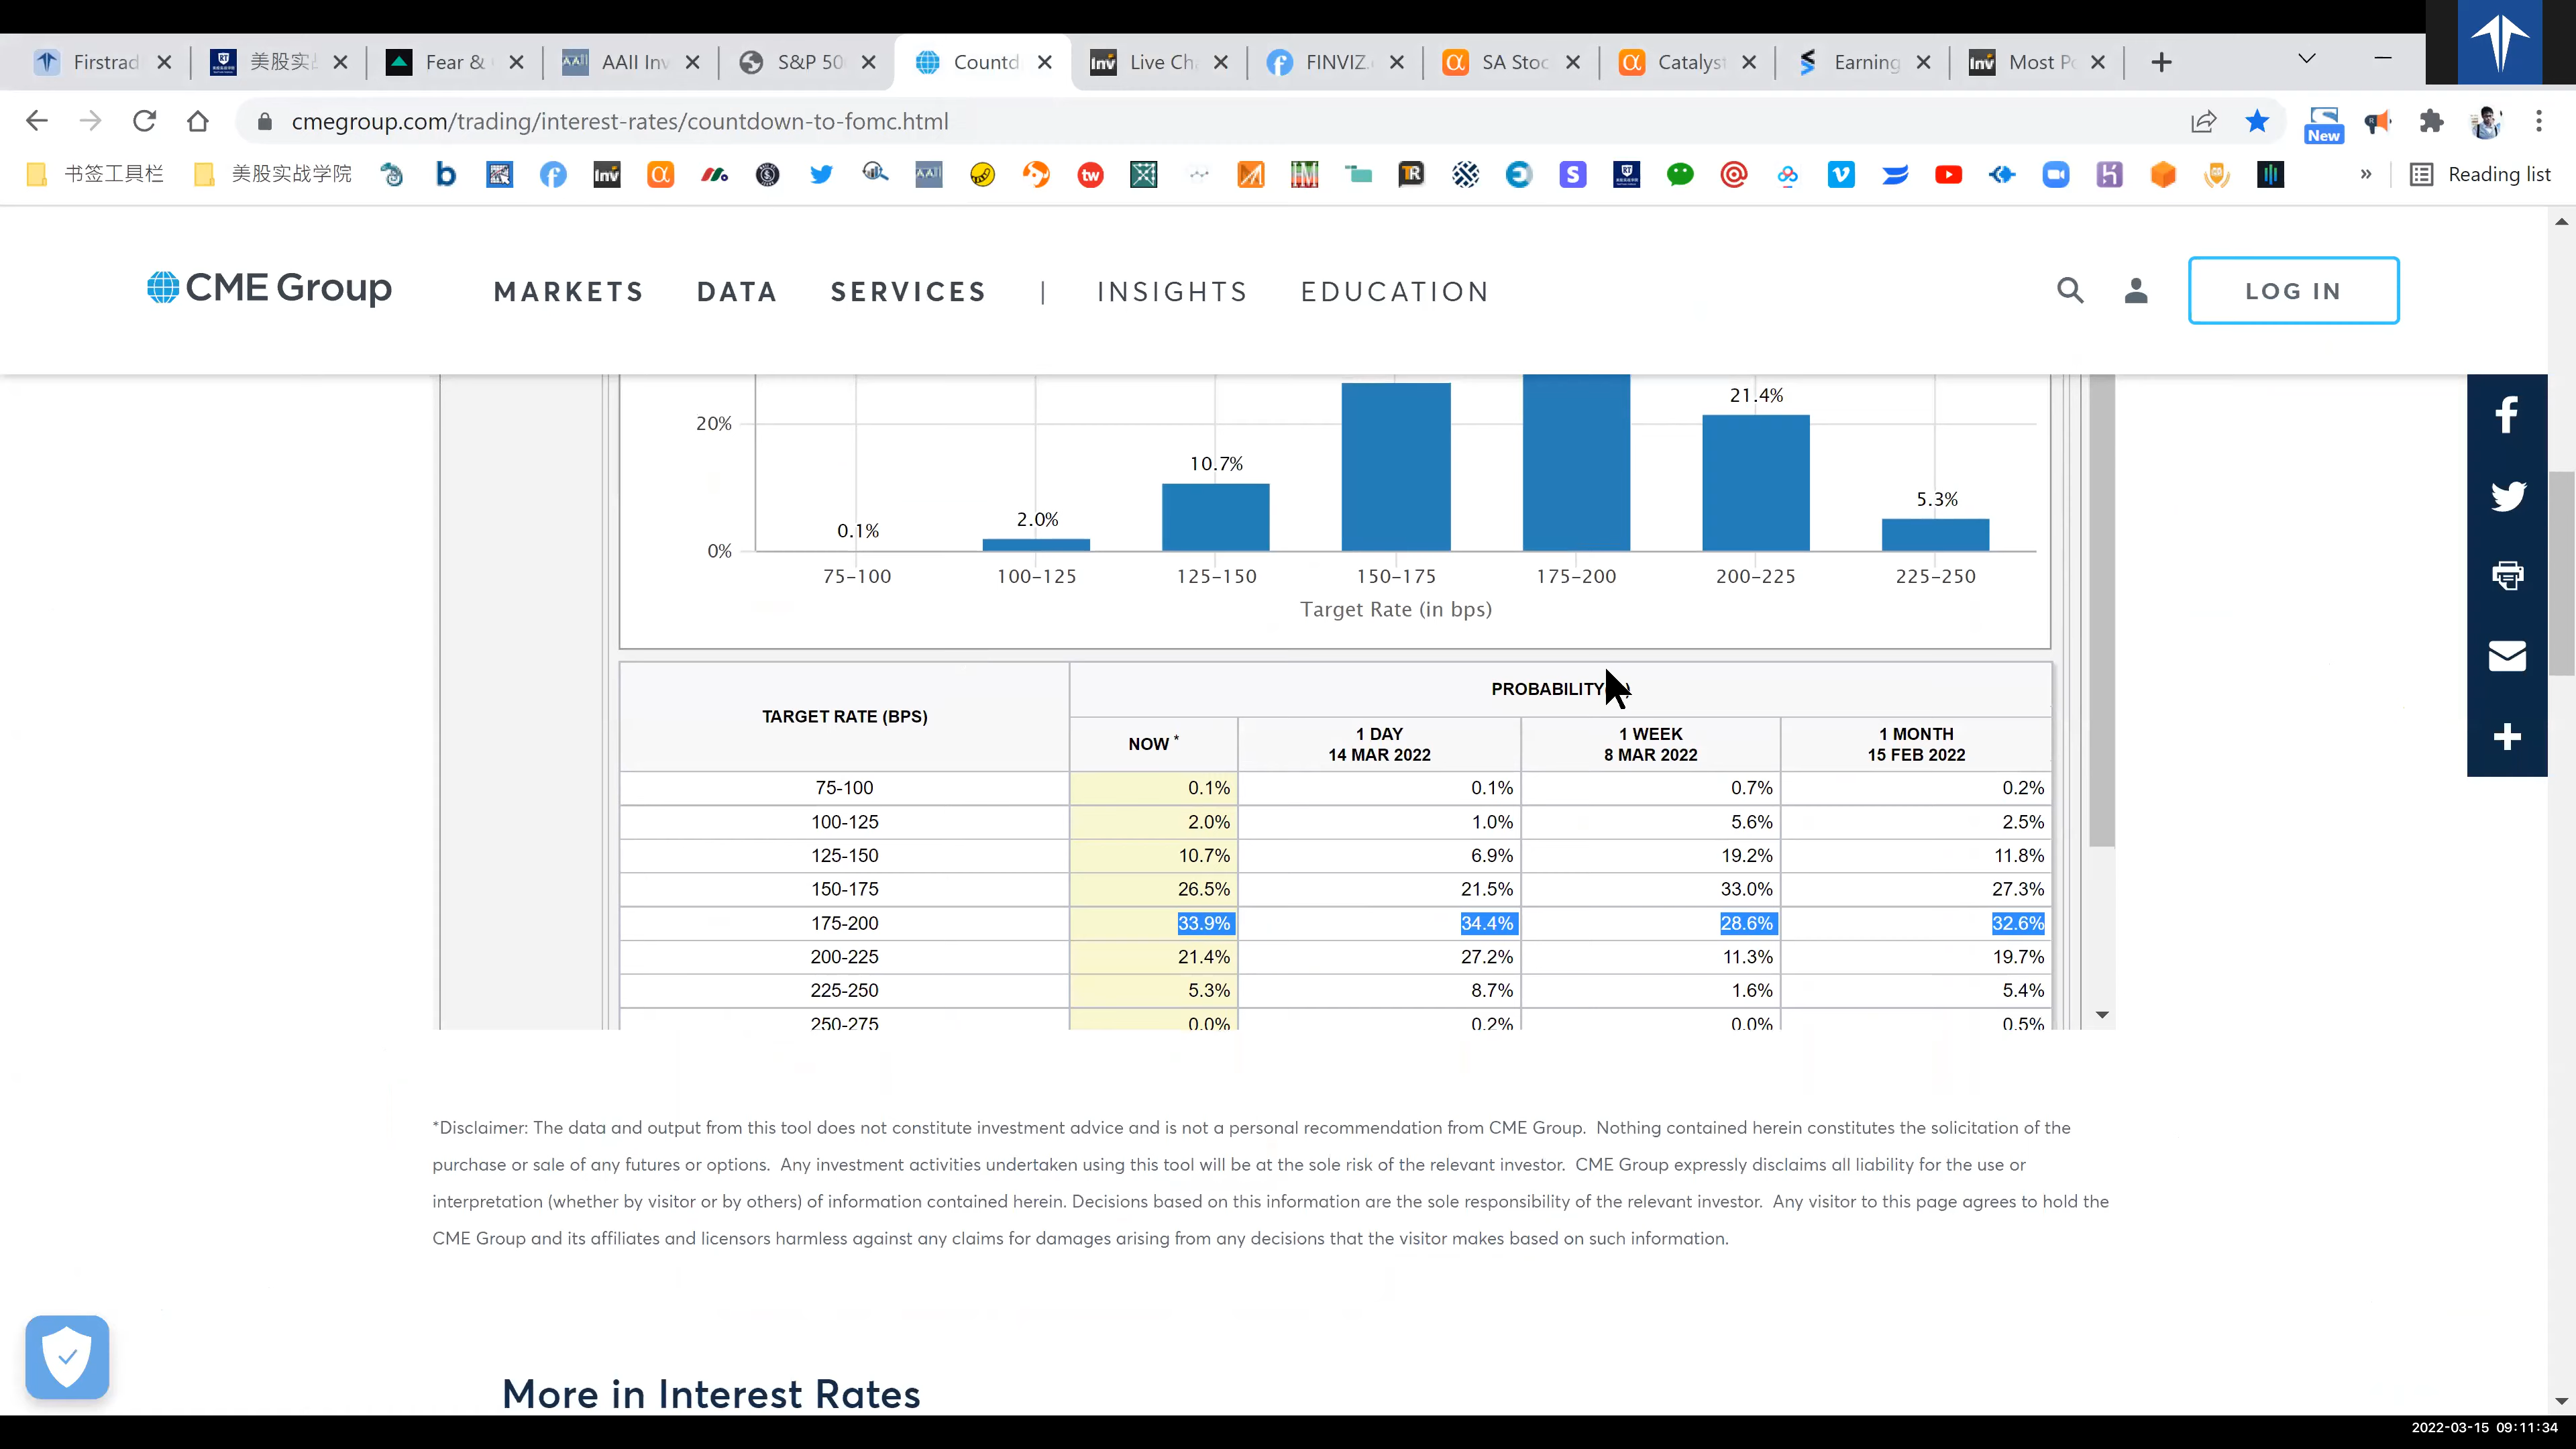 Firstrad
美股实
Fear &
AAII Inv
S&P 50
Countd
Live Ch
FINVIZ.
SA Stoc
Catalyst
Earning
Most Po
cmegroup.com/trading/interest-rates/countdown-to-fomc.html
New
书签工具栏
美股实战学院
Reading list
CME Group
MARKETS DATA SERVICES | INSIGHTS EDUCATION
LOG IN
21.4%
20%
10.7%
5.3%
2.0%
0.1%
0%
75-100 100-125 125-150 150-175 175-200 200-225 225-250
Target Rate (in bps)
TARGET RATE (BPS)
PROBABILITY
NOW *
1 DAY
14 MAR 2022
1 WEEK
8 MAR 2022
1 MONTH
15 FEB 2022
75-100 0.1% 0.1% 0.7% 0.2%
100-125 2.0% 1.0% 5.6% 2.5%
125-150 10.7% 6.9% 19.2% 11.8%
150-175 26.5% 21.5% 33.0% 27.3%
175-200 33.9% 34.4% 28.6% 32.6%
200-225 21.4% 27.2% 11.3% 19.7%
225-250 5.3% 8.7% 1.6% 5.4%
250-275 0.0% 0.2% 0.0% 0.5%
*Disclaimer: The data and output from this tool does not constitute investment advice and is not a personal recommendation from CME Group. Nothing contained herein constitutes the solicitation of the
purchase or sale of any futures or options. Any investment activities undertaken using this tool will be at the sole risk of the relevant investor. CME Group expressly disclaims all liability for the use or
interpretation (whether by visitor or by others) of information contained herein. Decisions based on this information are the sole responsibility of the relevant investor. Any visitor to this page agrees to hold the
CME Group and its affiliates and licensors harmless against any claims for damages arising from any decisions that the visitor makes based on such information.
More in Interest Rates
2022-03-15 09:11:34